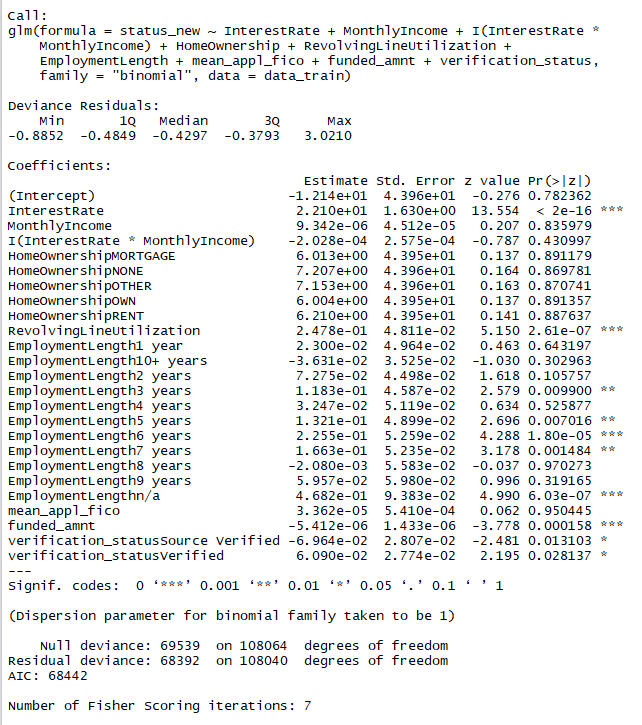 Call:
glm(formula = status_new ~ InterestRate + MonthlyIncome + I(InterestRate *
    MonthlyIncome) + HomeOwnership + RevolvingLineUtilization +
    EmploymentLength + mean_appl_fico + funded_amnt + verification_status,
    family = "binomial", data = data_train)
Deviance Residuals:
    Min       1Q   Median       3Q      Max
-0.8852  -0.4849  -0.4297  -0.3793   3.0210
Coefficients:
                                     Estimate Std. Error z value Pr(>|z|)
(Intercept)                        -1.214e+01  4.396e+01  -0.276 0.782362
InterestRate                        2.210e+01  1.630e+00  13.554  < 2e-16 ***
MonthlyIncome                       9.342e-06  4.512e-05   0.207 0.835979
I(InterestRate * MonthlyIncome)    -2.028e-04  2.575e-04  -0.787 0.430997
HomeOwnershipMORTGAGE               6.013e+00  4.395e+01   0.137 0.891179
HomeOwnershipNONE                   7.207e+00  4.396e+01   0.164 0.869781
HomeOwnershipOTHER                  7.153e+00  4.396e+01   0.163 0.870741
HomeOwnershipOWN                    6.004e+00  4.395e+01   0.137 0.891357
HomeOwnershipRENT                   6.210e+00  4.395e+01   0.141 0.887637
RevolvingLineUtilization            2.478e-01  4.811e-02   5.150 2.61e-07 ***
EmploymentLength1 year              2.300e-02  4.964e-02   0.463 0.643197
EmploymentLength10+ years          -3.631e-02  3.525e-02  -1.030 0.302963
EmploymentLength2 years             7.275e-02  4.498e-02   1.618 0.105757
EmploymentLength3 years             1.183e-01  4.587e-02   2.579 0.009900 **
EmploymentLength4 years             3.247e-02  5.119e-02   0.634 0.525877
EmploymentLength5 years             1.321e-01  4.899e-02   2.696 0.007016 **
EmploymentLength6 years             2.255e-01  5.259e-02   4.288 1.80e-05 ***
EmploymentLength7 years             1.663e-01  5.235e-02   3.178 0.001484 **
EmploymentLength8 years            -2.080e-03  5.583e-02  -0.037 0.970273
EmploymentLength9 years             5.957e-02  5.980e-02   0.996 0.319165
EmploymentLengthn/a                 4.682e-01  9.383e-02   4.990 6.03e-07 ***
mean_appl_fico                      3.362e-05  5.410e-04   0.062 0.950445
funded_amnt                        -5.412e-06  1.433e-06  -3.778 0.000158 ***
verification_statusSource Verified -6.964e-02  2.807e-02  -2.481 0.013103 *
verification_statusVerified         6.090e-02  2.774e-02   2.195 0.028137 *
---
Signif. codes:  0 ‘***’ 0.001 ‘**’ 0.01 ‘*’ 0.05 ‘.’ 0.1 ‘ ’ 1
(Dispersion parameter for binomial family taken to be 1)
    Null deviance: 69539  on 108064  degrees of freedom
Residual deviance: 68392  on 108040  degrees of freedom
AIC: 68442
Number of Fisher Scoring iterations: 7